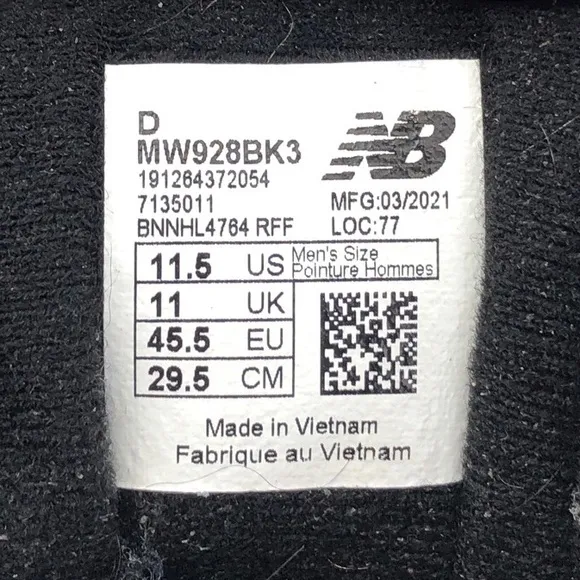 D
MW928BK3
NB
191264372054
7135011
MFG:03/2021
BNNHL4764 RFF
LOC:77
11.5 US Men's Size
Pointure Hommes
11 UK
45.5 EU
29.5 CM
Made in Vietnam
Fabrique au Vietnam